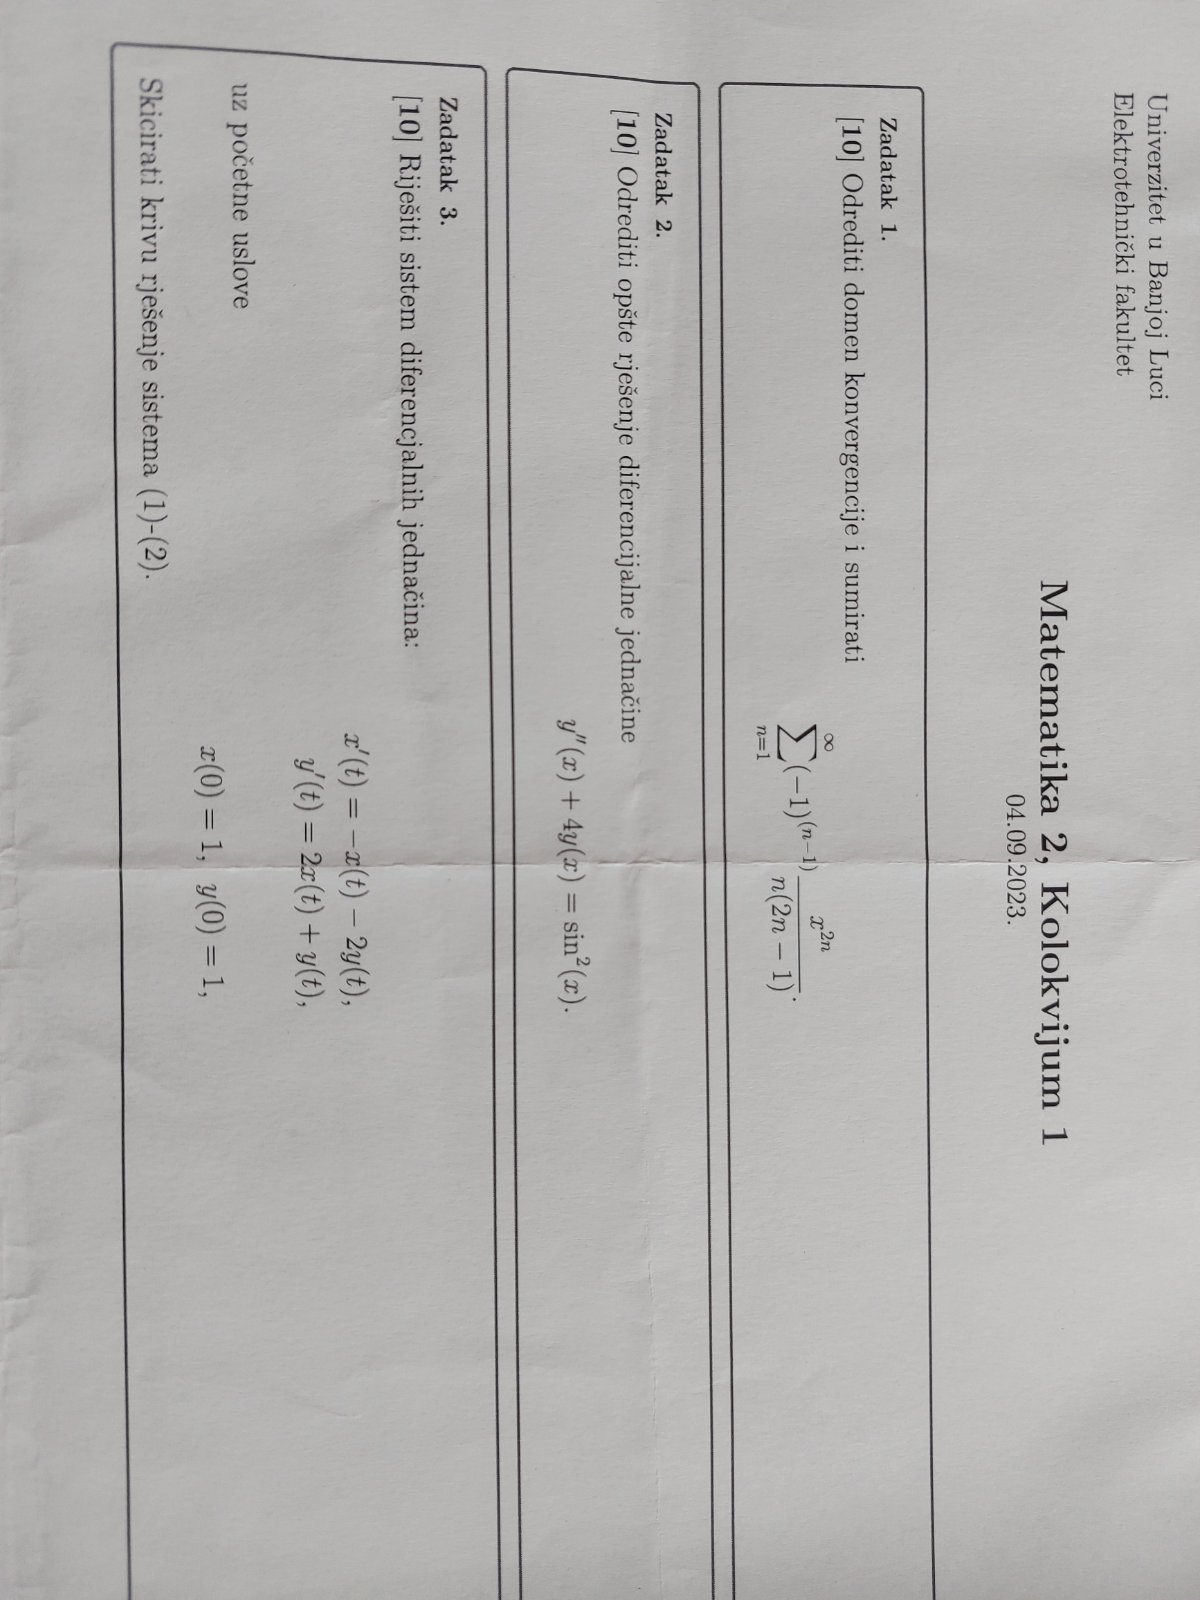 Univerzitet u Banjoj Luci
Elektrotehnički fakultet
Matematika 2, Kolokvijum 1
04.09.2023.
Zadatak 1.
[10] Odrediti domen konvergencije i sumirati
$\sum_{n=1}^{\infty} (-1)^{(n-1)} \frac{x^{2n}}{n(2n-1)}.$
Zadatak 2.
[10] Odrediti opšte rješenje diferencijalne jednačine
$y''(x) + 4y(x) = \sin^2(x).$
Zadatak 3.
[10] Riješiti sistem diferencjalnih jednačina:
$x'(t) = -x(t) - 2y(t),$
$y'(t) = 2x(t) + y(t),$
uz početne uslove
$x(0) = 1, \; y(0) = 1,$
Skicirati krivu rješenje sistema (1)-(2).